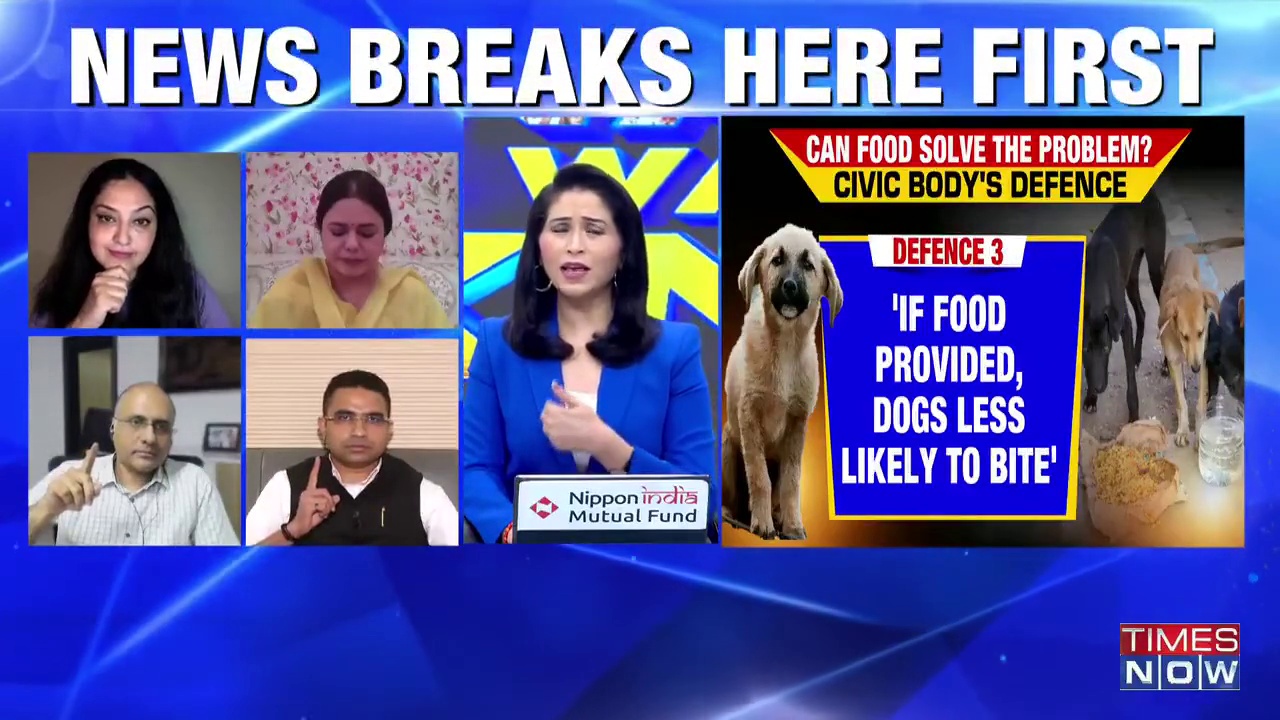 NEWS BREAKS HERE FIRST
CAN FOOD SOLVE THE PROBLEM?
CIVIC BODY'S DEFENCE
DEFENCE 3
'IF FOOD
PROVIDED,
DOGS LESS
LIKELY TO BITE'
Nippon india
Mutual Fund
TIMES
NOW